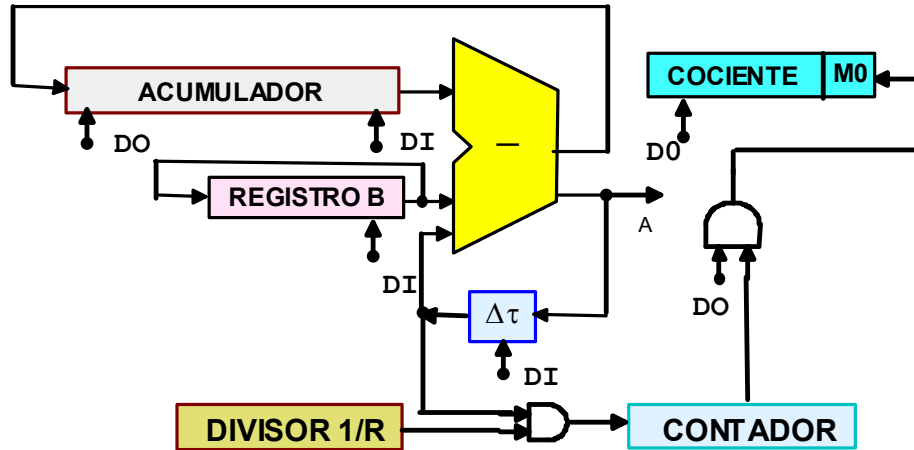 ACUMULADOR
DO
DI
–
COCIENTE M0
D0
REGISTRO B
DI
A
DO
Δτ
DI
DIVISOR 1/R
CONTADOR